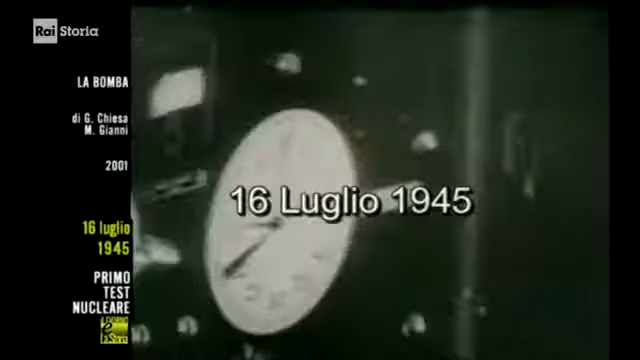 Rai Storia
LA BOMBA
di G. Chiesa
M. Gianni
2001
16 Luglio 1945
16 luglio
1945
PRIMO
TEST
NUCLEARE